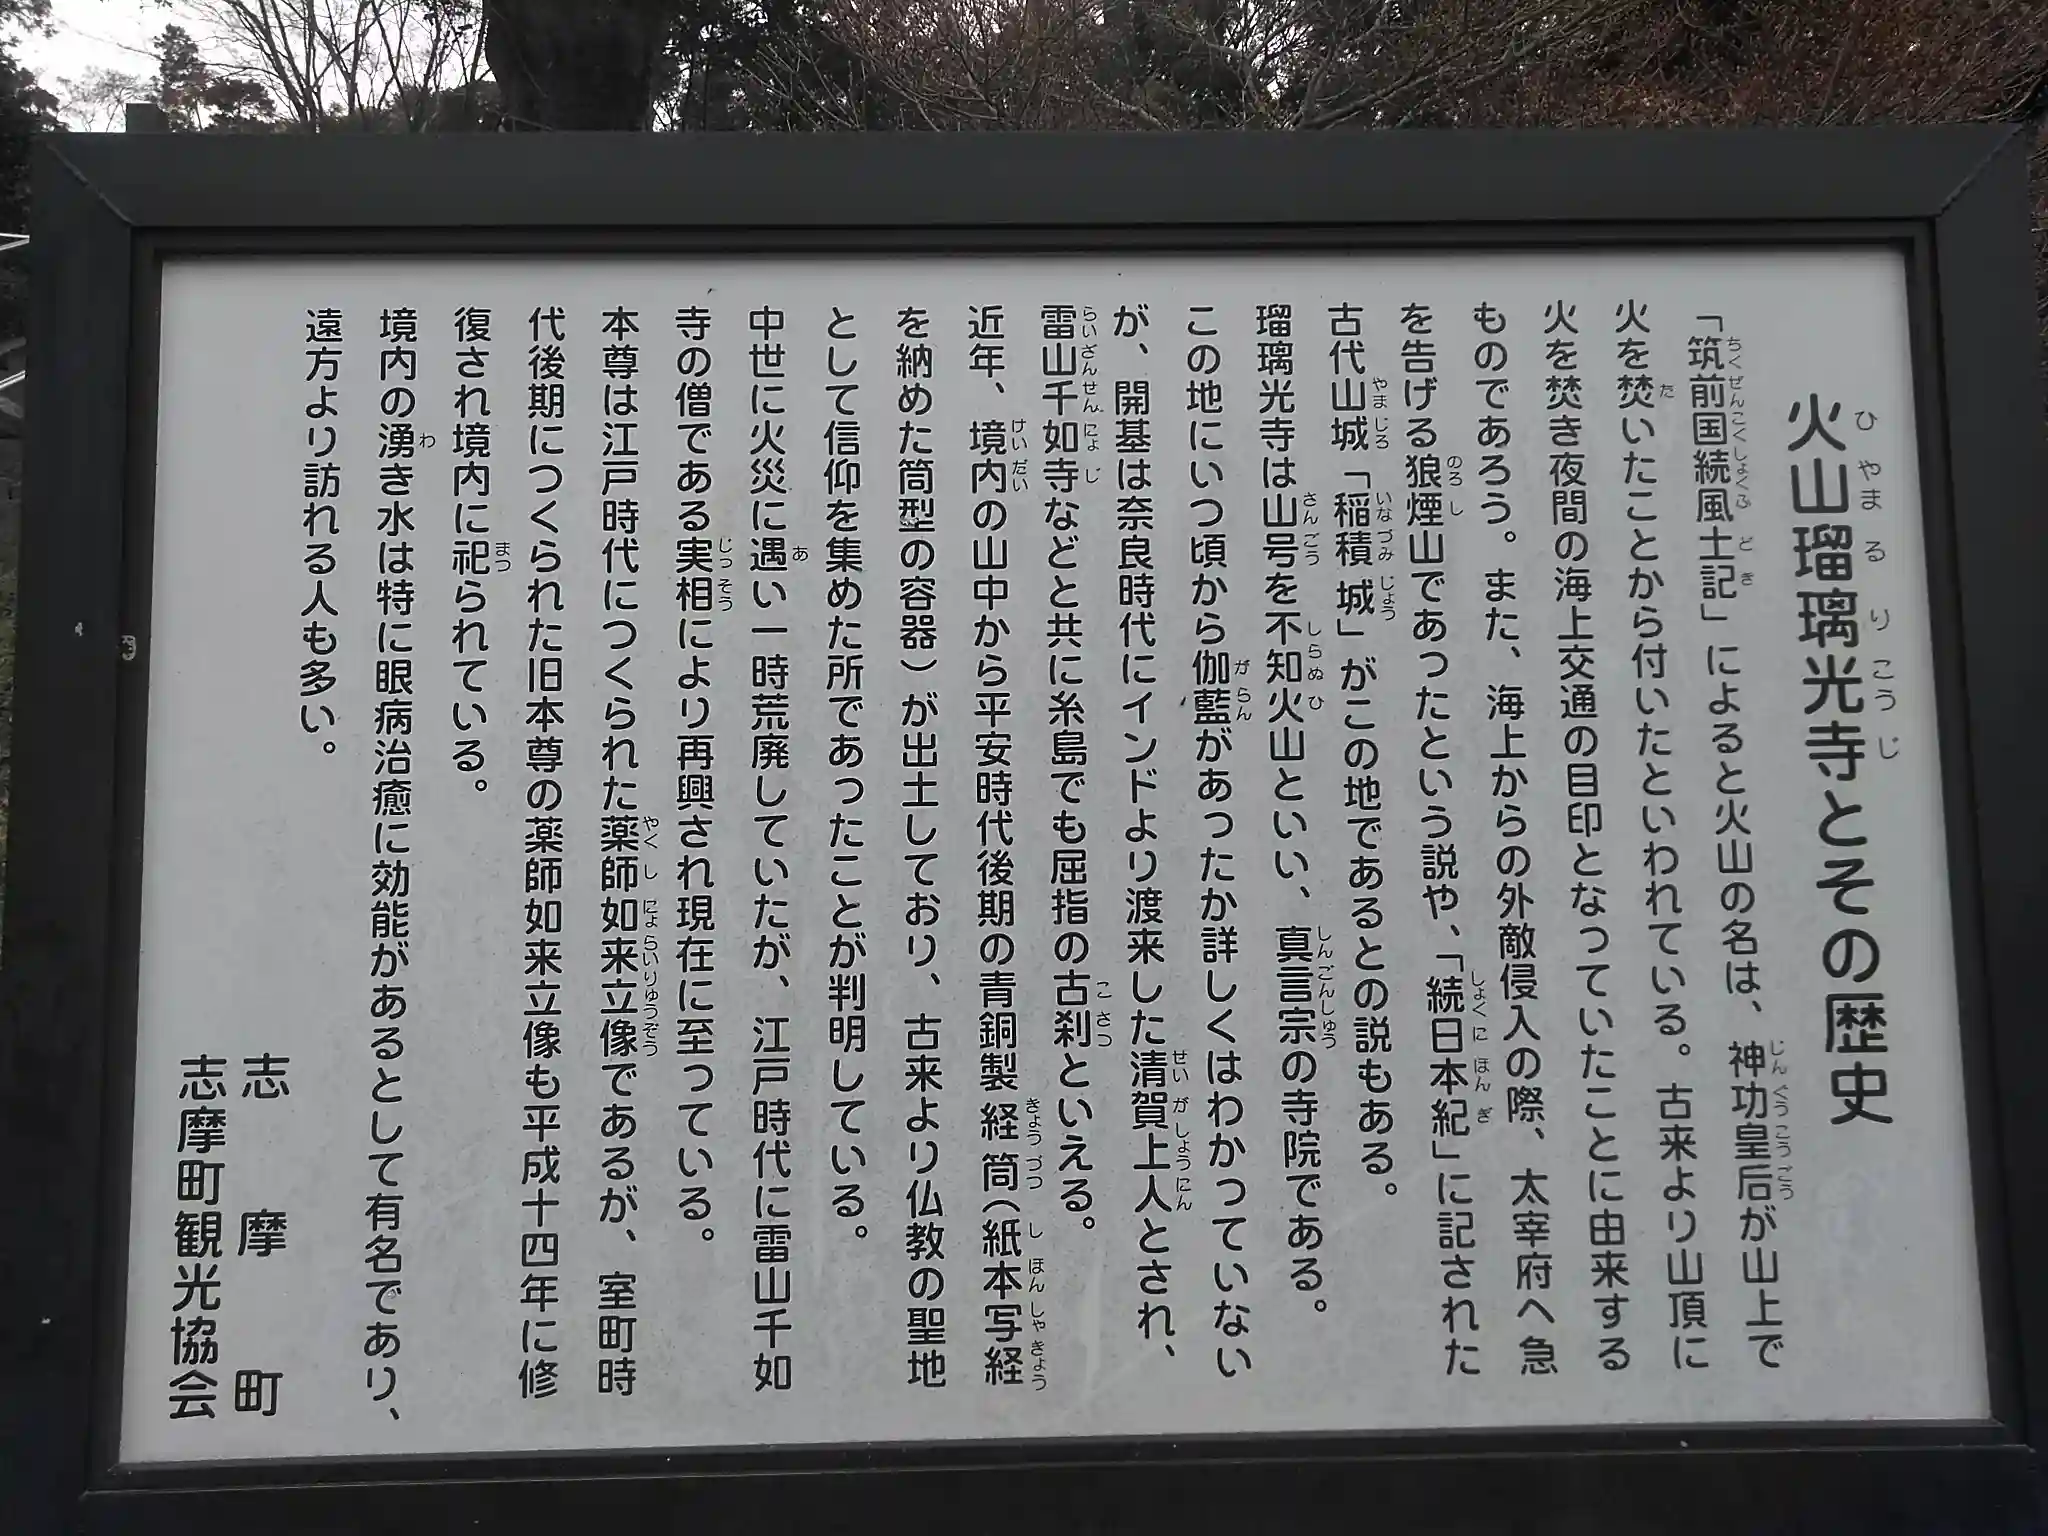 火山瑠璃光寺とその歴史
「筑前国続風土記」によると火山の名は、神功皇后が山上で
火を焚いたことから付いたといわれている。古来より山頂に
火を焚き夜間の海上交通の目印となっていたことに由来する
ものであろう。また、海上からの外敵侵入の際、太宰府へ急
を告げる狼煙山であったという説や、「続日本紀」に記された
古代山城「稲積城」がこの地であるとの説もある。
瑠璃光寺は山号を不知火山といい、真言宗の寺院である。
この地にいつ頃から伽藍があったか詳しくはわかっていない
が、開基は奈良時代にインドより渡来した清賀上人とされ、
雷山千如寺などと共に糸島でも屈指の古刹といえる。
近年、境内の山中から平安時代後期の青銅製経筒(紙本写経
を納めた筒型の容器)が出土しており、古来より仏教の聖地
として信仰を集めた所であったことが判明している。
中世に火災に遇い一時荒廃していたが、江戸時代に雷山千如
寺の僧である実相により再興され現在に至っている。
本尊は江戸時代につくられた薬師如来立像であるが、室町時
代後期につくられた旧本尊の薬師如来立像も平成十四年に修
復され境内に祀られている。
境内の湧き水は特に眼病治癒に効能があるとして有名であり、
遠方より訪れる人も多い。
志摩町
志摩町観光協会